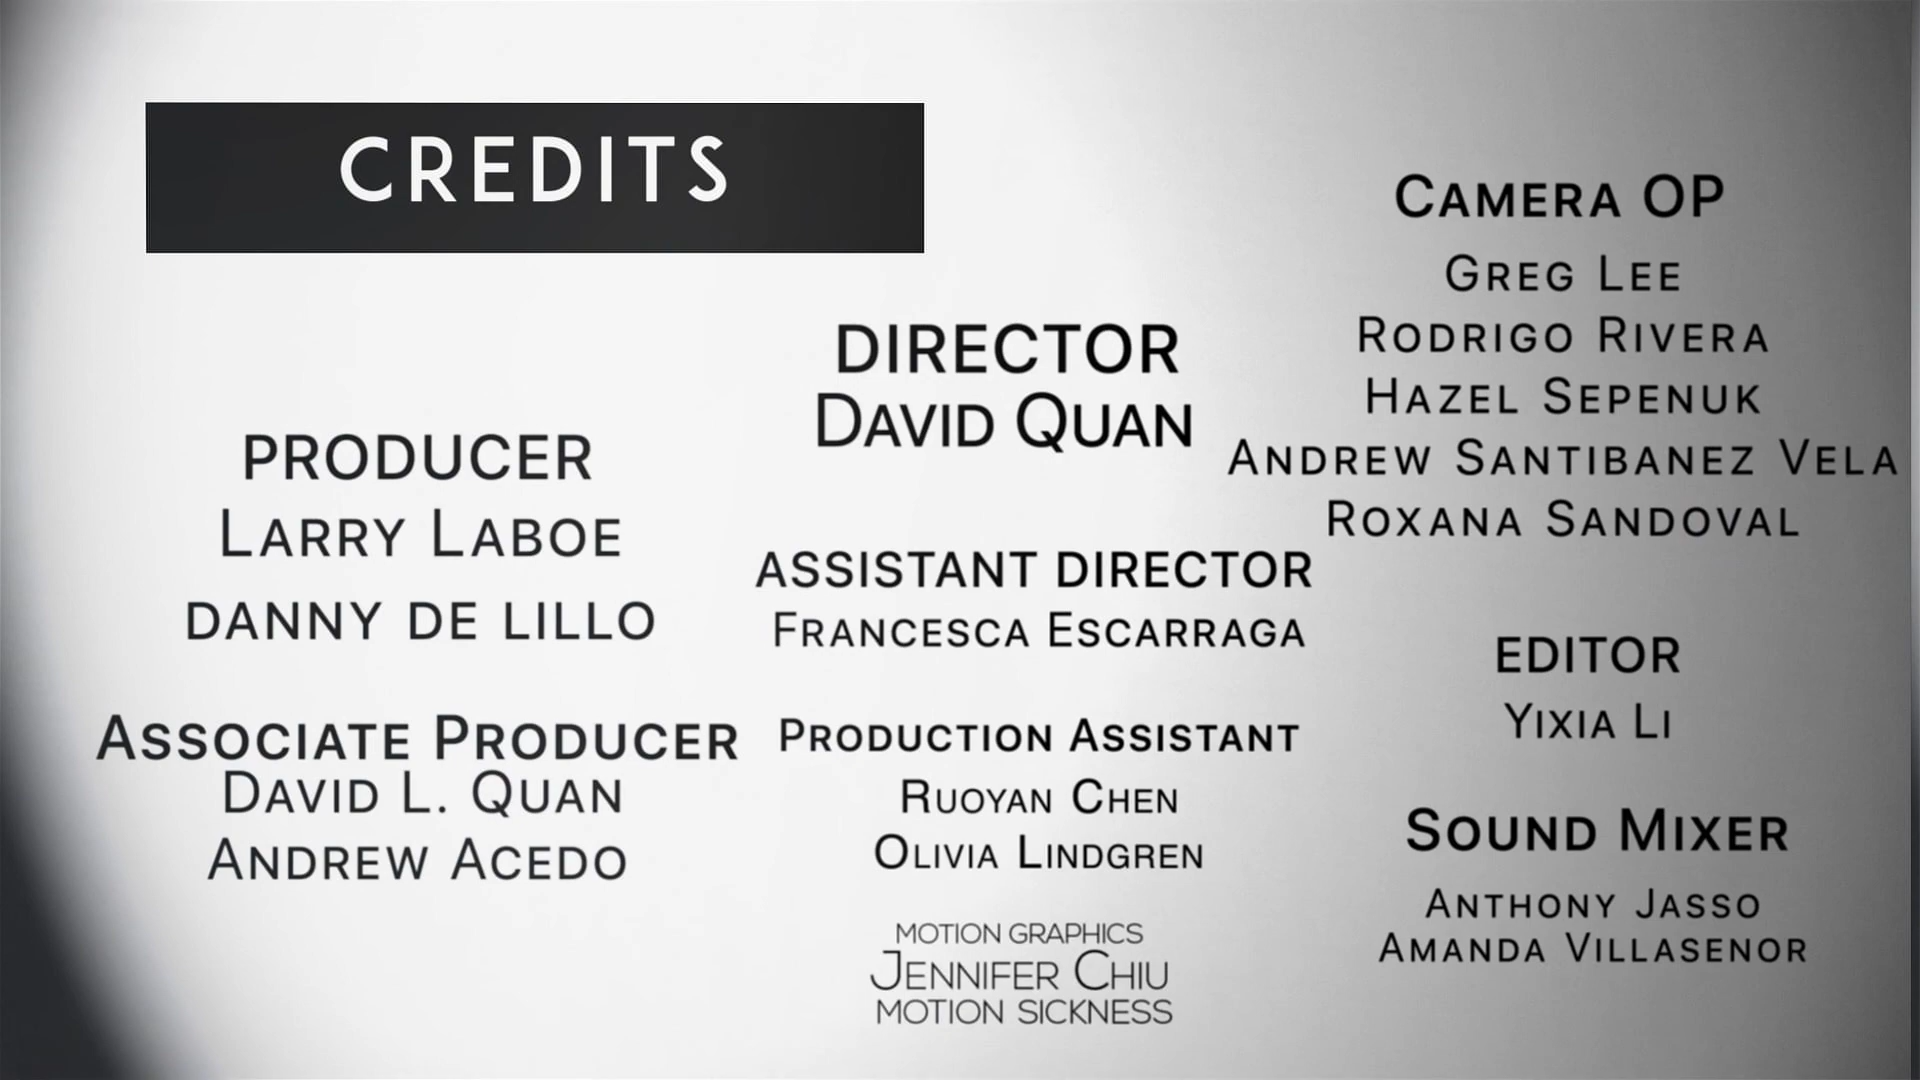 CREDITS
PRODUCER
LARRY LABOE
DANNY DE LILLO
ASSOCIATE PRODUCER
DAVID L. QUAN
ANDREW ACEDO
DIRECTOR
DAVID QUAN
ASSISTANT DIRECTOR
FRANCESCA ESCARRAGA
PRODUCTION ASSISTANT
RUOYAN CHEN
OLIVIA LINDGREN
MOTION GRAPHICS
JENNIFER CHIU
MOTION SICKNESS
CAMERA OP
GREG LEE
RODRIGO RIVERA
HAZEL SEPENUK
ANDREW SANTIBANEZ VELA
ROXANA SANDOVAL
EDITOR
YIXIA LI
SOUND MIXER
ANTHONY JASSO
AMANDA VILLASENOR